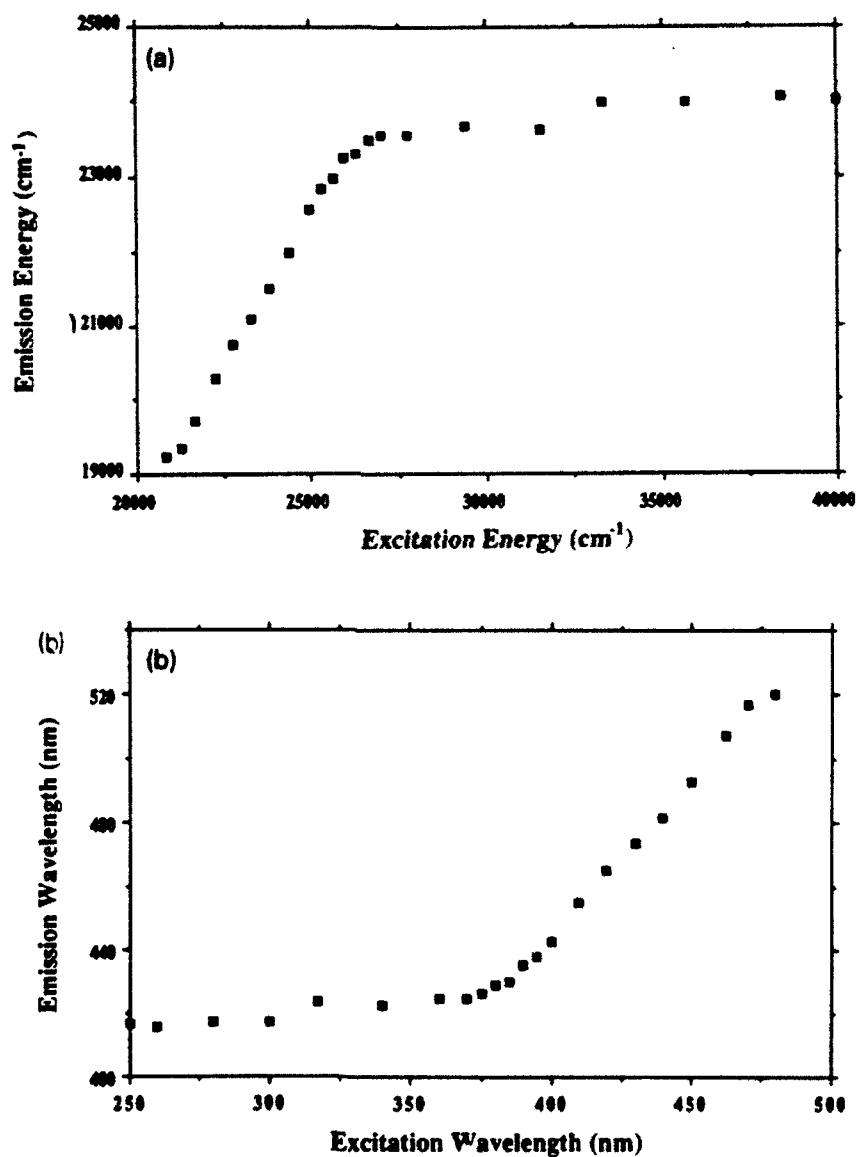 25000
(a)
23000
Emission Energy (cm-1)
21000
19000
20000 25000 30000 35000 40000
Excitation Energy (cm-1)
(b)
(b)
520
480
Emission Wavelength (nm)
440
400
250 300 350 400 450 500
Excitation Wavelength (nm)